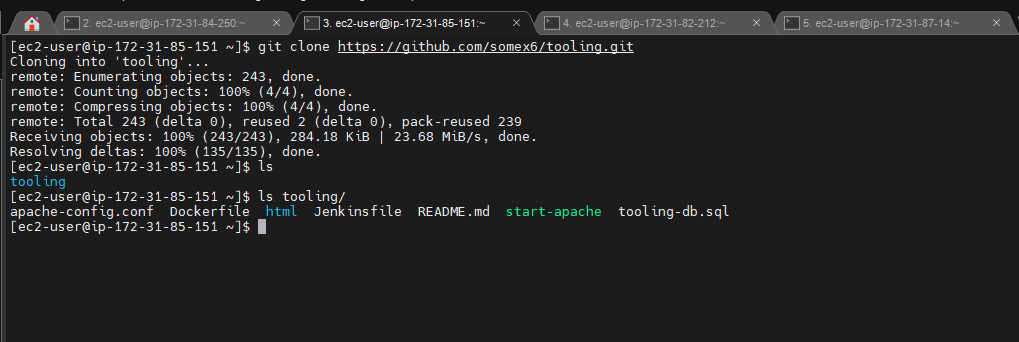 2. ec2-user@ip-172-31-84-250:~
3. ec2-user@ip-172-31-85-151:~
4. ec2-user@ip-172-31-82-212:~
5. ec2-user@ip-172-31-87-14:~
[ec2-user@ip-172-31-85-151 ~]$ git clone https://github.com/somex6/tooling.git
Cloning into 'tooling'...
remote: Enumerating objects: 243, done.
remote: Counting objects: 100% (4/4), done.
remote: Compressing objects: 100% (4/4), done.
remote: Total 243 (delta 0), reused 2 (delta 0), pack-reused 239
Receiving objects: 100% (243/243), 284.18 KiB | 23.68 MiB/s, done.
Resolving deltas: 100% (135/135), done.
[ec2-user@ip-172-31-85-151 ~]$ ls
tooling
[ec2-user@ip-172-31-85-151 ~]$ ls tooling/
apache-config.conf  Dockerfile  html  Jenkinsfile  README.md  start-apache  tooling-db.sql
[ec2-user@ip-172-31-85-151 ~]$